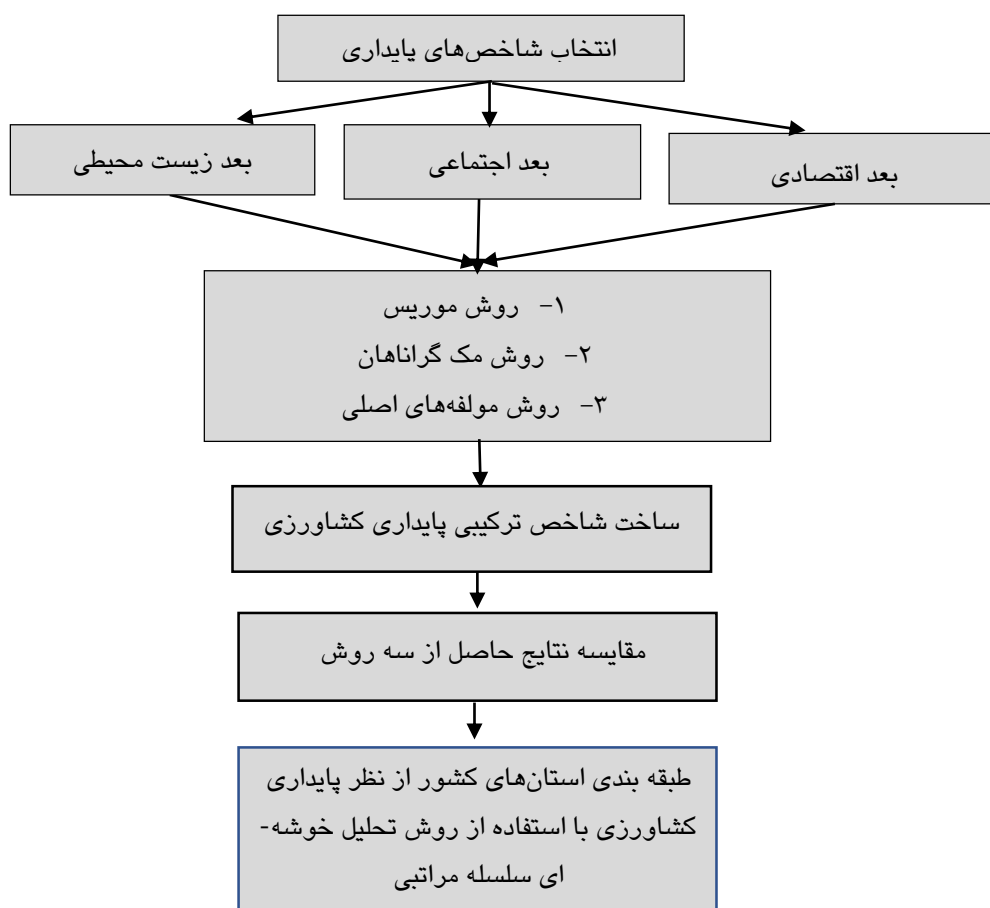 انتخاب شاخص‌های پایداری
بعد اقتصادی
بعد اجتماعی
بعد زیست محیطی
۱- روش موریس
۲- روش مک گراناهان
۳- روش مولفه‌های اصلی
ساخت شاخص ترکیبی پایداری کشاورزی
مقایسه نتایج حاصل از سه روش
طبقه بندی استان‌های کشور از نظر پایداری
کشاورزی با استفاده از روش تحلیل خوشه-
ای سلسله مراتبی